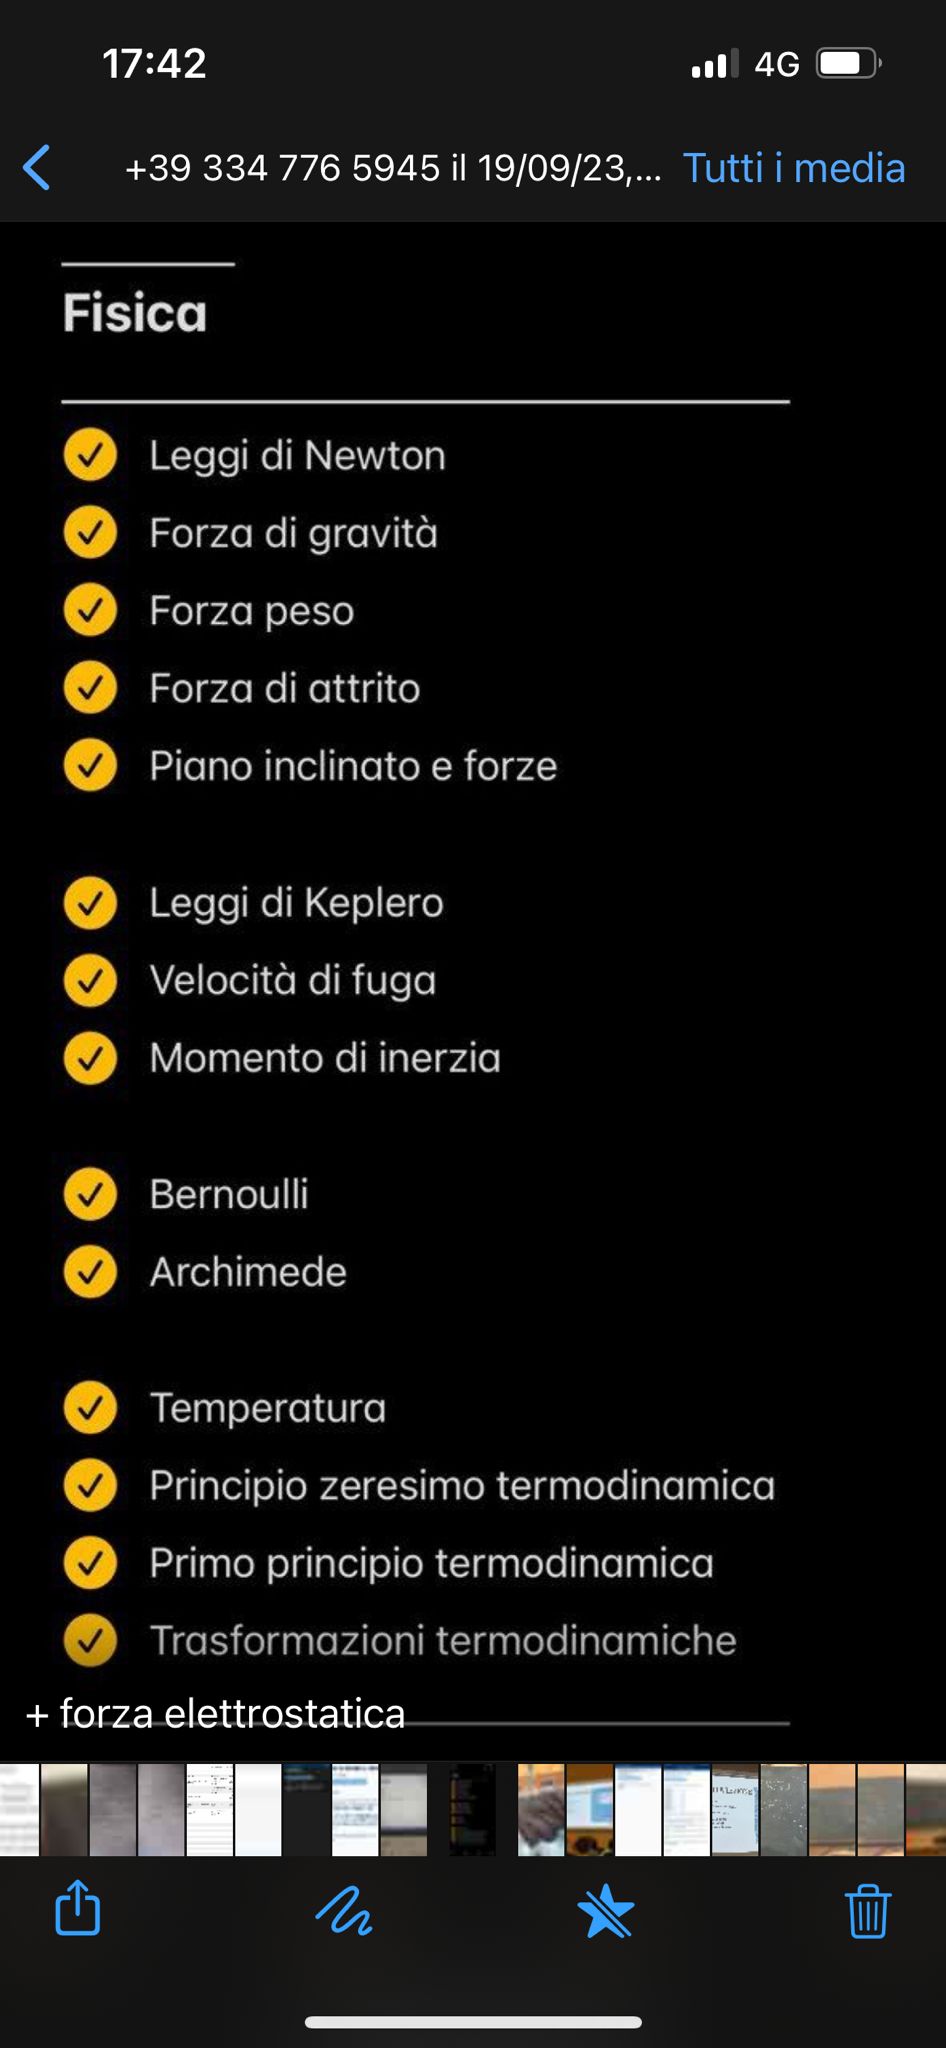 17:42
4G
+39 334 776 5945 il 19/09/23,... Tutti i media
Fisica
Leggi di Newton
Forza di gravità
Forza peso
Forza di attrito
Piano inclinato e forze
Leggi di Keplero
Velocità di fuga
Momento di inerzia
Bernoulli
Archimede
Temperatura
Principio zeresimo termodinamica
Primo principio termodinamica
Trasformazioni termodinamiche
+ forza elettrostatica